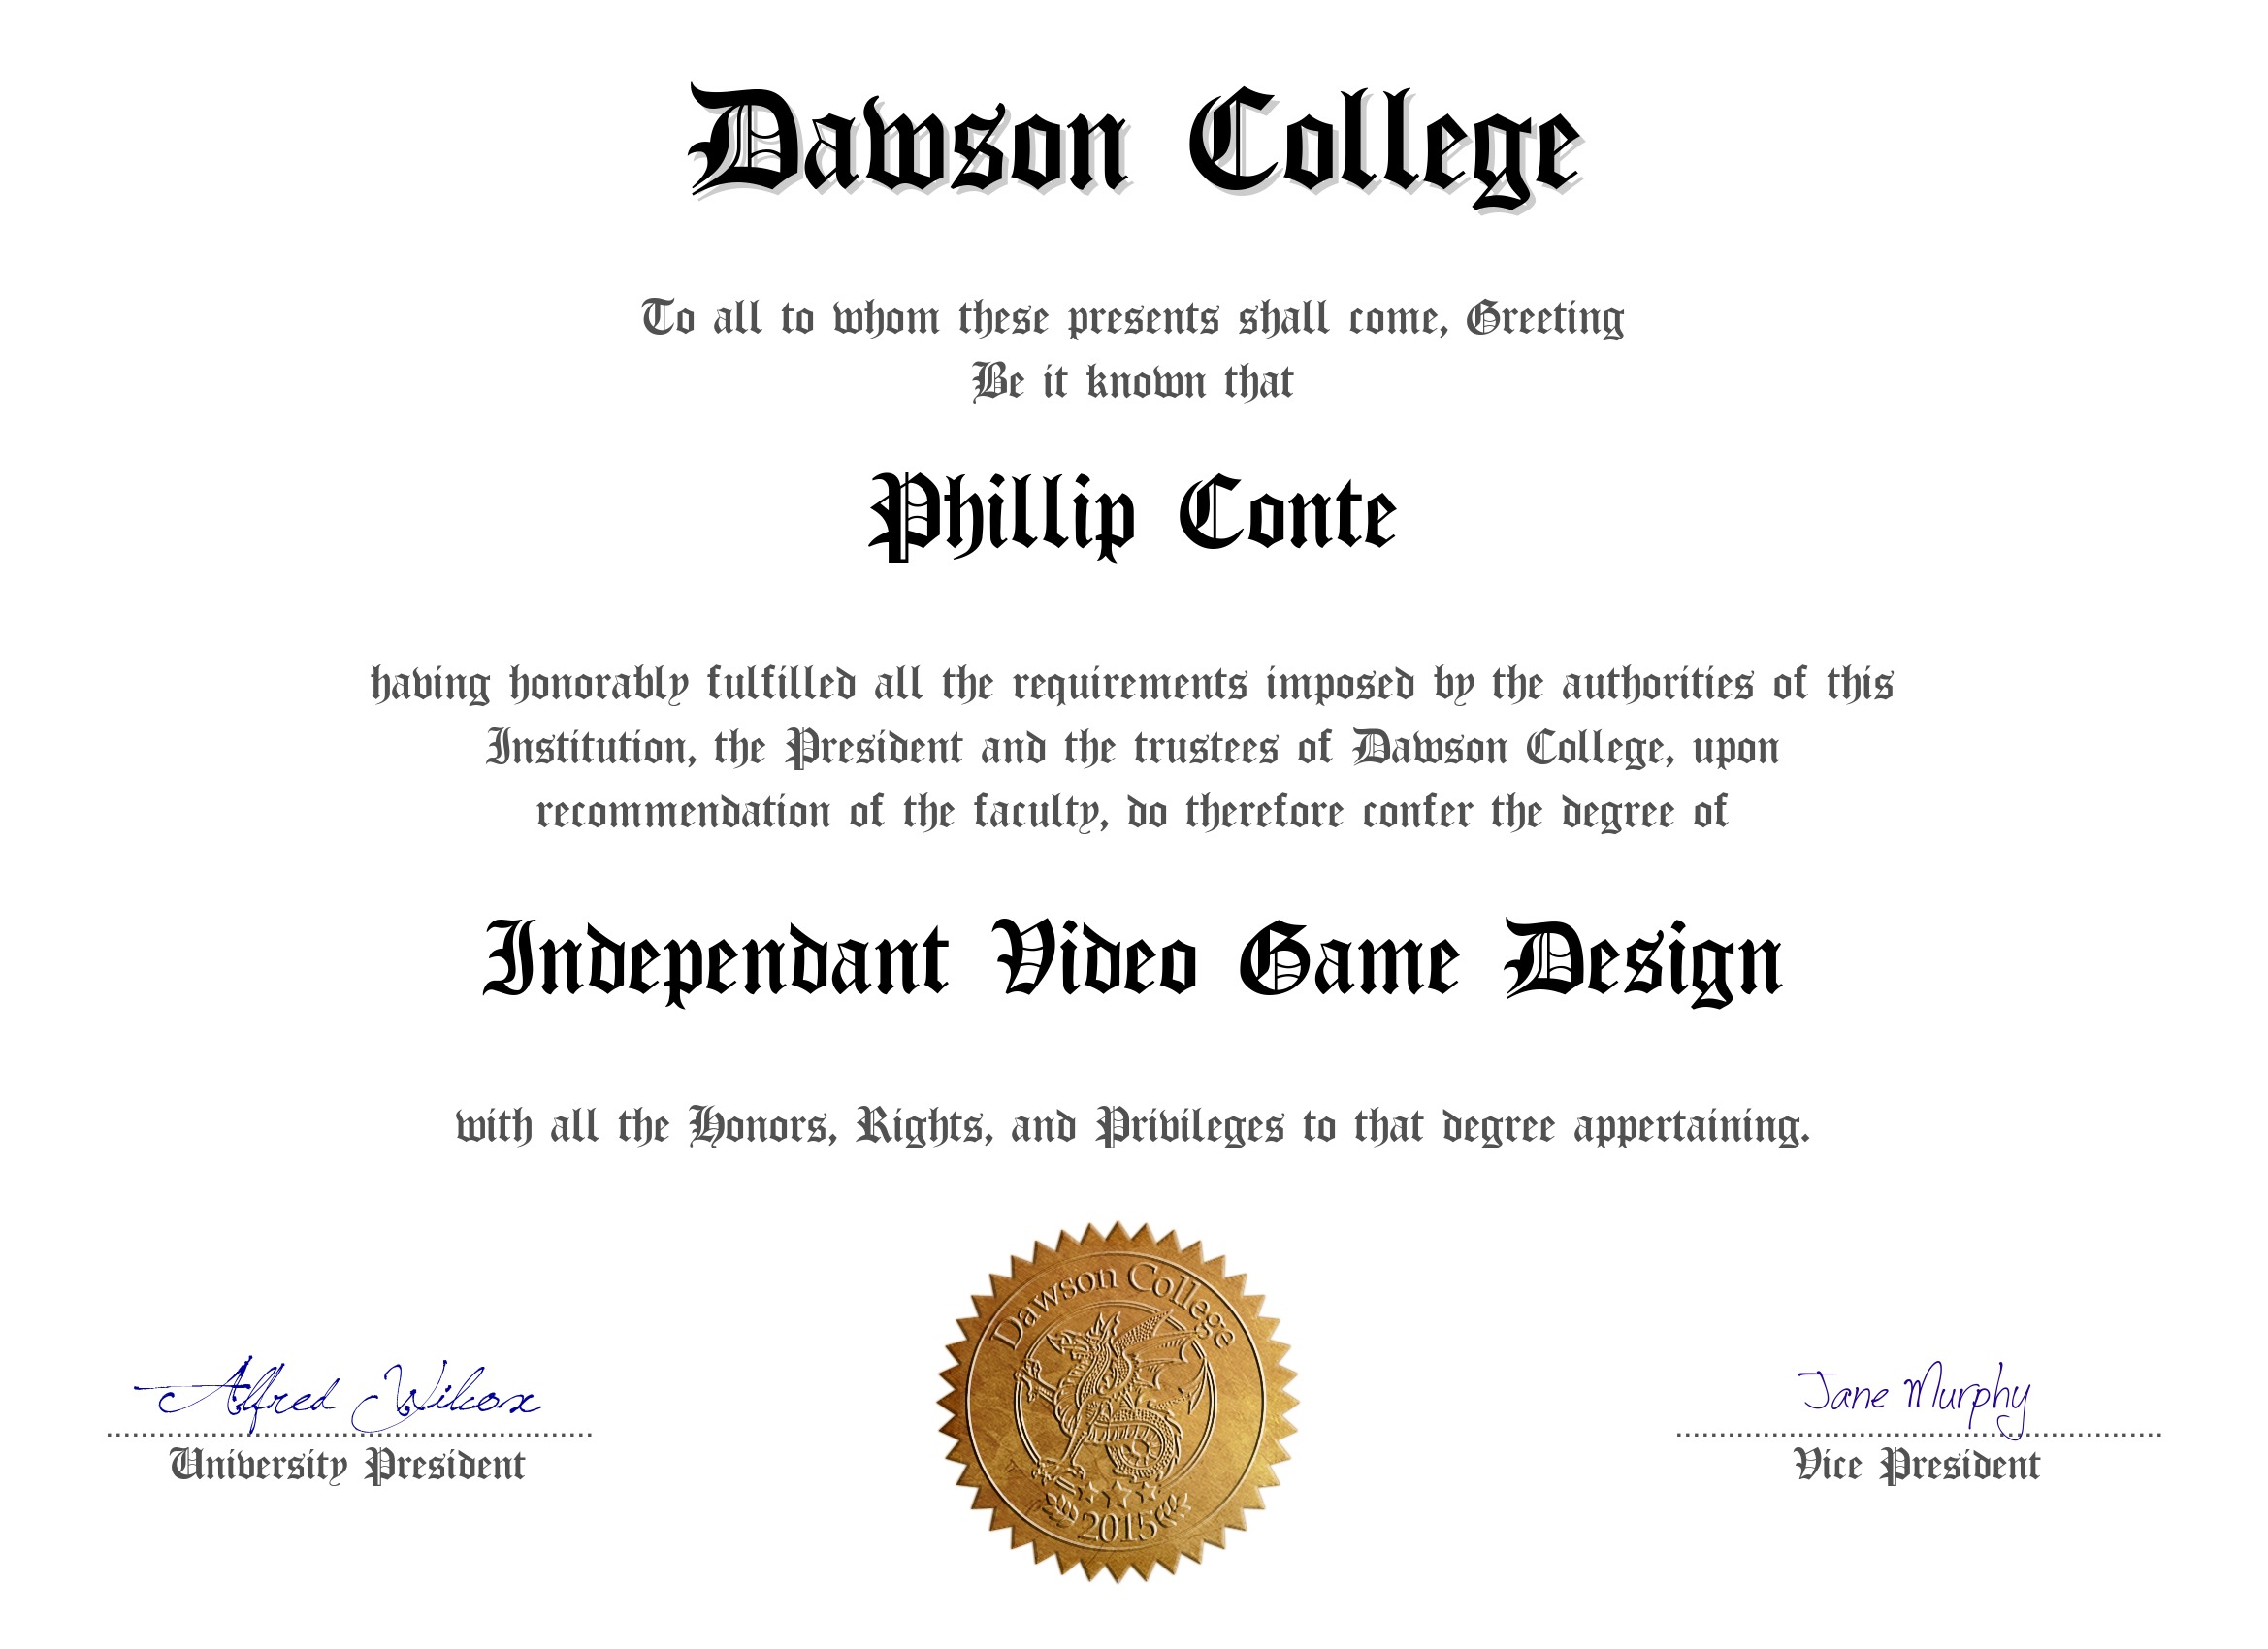 Dawson College
To all to whom these presents shall come, Greeting
Be it known that
Phillip Conte
having honorably fulfilled all the requirements imposed by the authorities of this
Institution, the President and the trustees of Dawson College, upon
recommendation of the faculty, do therefore confer the degree of
Independant Video Game Design
with all the Honors, Rights, and Privileges to that degree appertaining.
Dawson College
2015
Alfred Wilcox
University President
Jane Murphy
Vice President